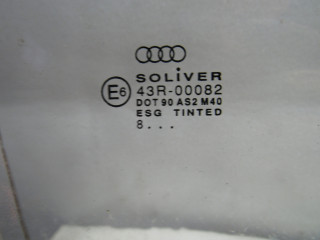 SOLiVER
E6 43R-00082
DOT 90 AS2 M40
ESG TINTED
8...